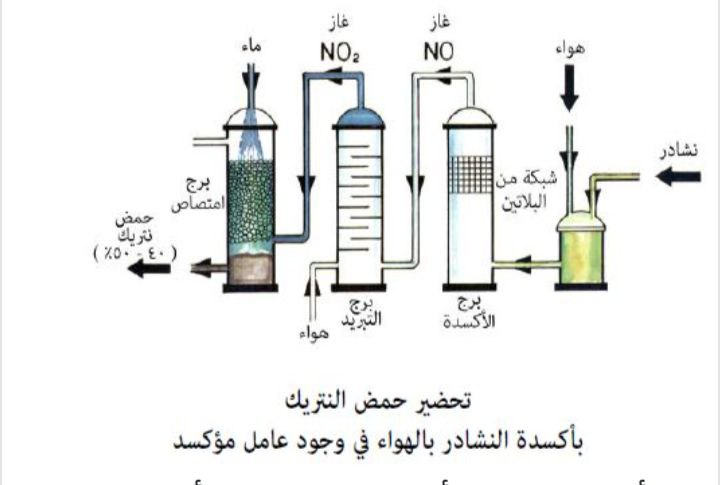 غاز
غاز
هواء
ماء
NO₂
NO
نشادر
شبكة من
البلاتين
برج
امتصاص
حمض
نتريك
( ٤٠ - ٥٠٪ )
برج
الأكسدة
برج
التبريد
هواء
تحضير حمض النتريك
بأكسدة النشادر بالهواء في وجود عامل مؤكسد